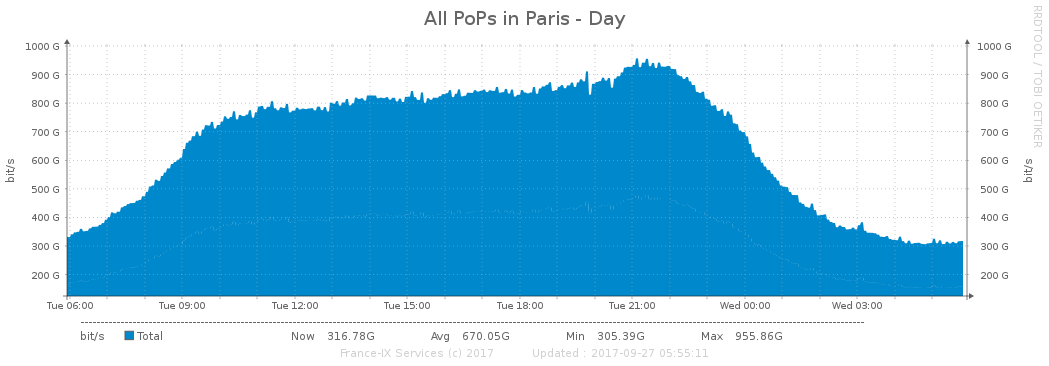 All PoPs in Paris - Day
RRDTOOL / TOBI OETIKER
bit/s
1000 G 1000 G
900 G 900 G
800 G 800 G
700 G 700 G
600 G 600 G
500 G 500 G
400 G 400 G
300 G 300 G
200 G 200 G
bit/s
Tue 06:00 Tue 09:00 Tue 12:00 Tue 15:00 Tue 18:00 Tue 21:00 Wed 00:00 Wed 03:00
bit/s Total Now 316.78G Avg 670.05G Min 305.39G Max 955.86G
France-IX Services (c) 2017 Updated : 2017-09-27 05:55:11